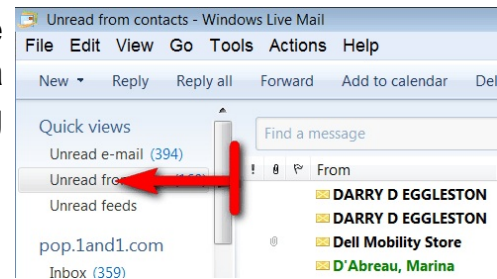 Unread from contacts - Windows Live Mail
File Edit View Go Tools Actions Help
New Reply Reply all Forward Add to calendar Del
Quick views
Unread e-mail (394)
Unread
Unread feeds
pop.1and1.com
Inbox (359)
Find a message
! From
DARRY D EGGLESTON
DARRY D EGGLESTON
Dell Mobility Store
D'Abreau, Marina